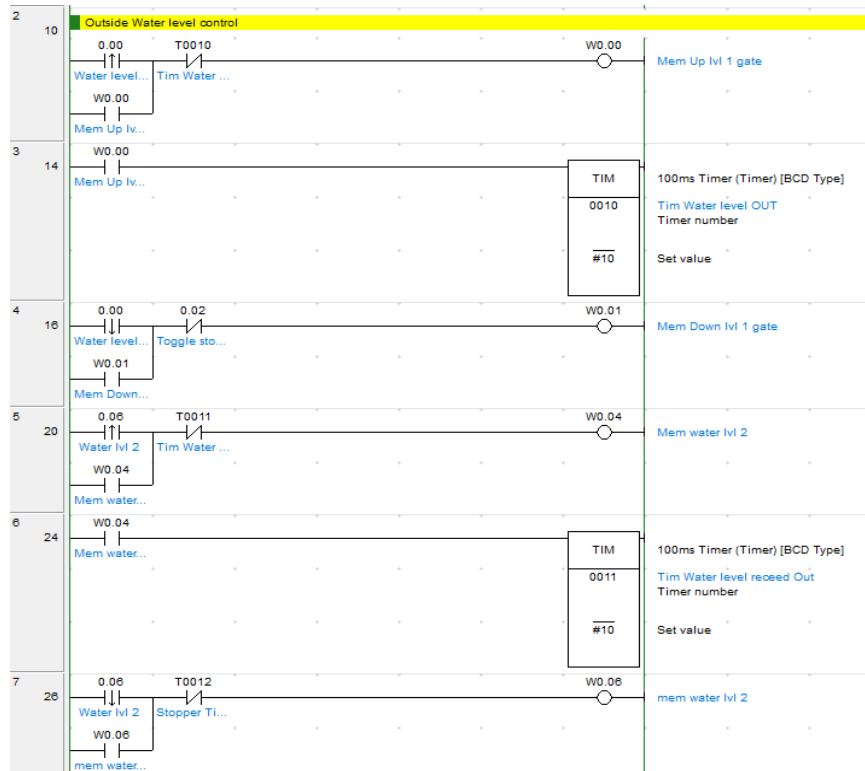 2
10
Outside Water level control
0.00 T0010 W0.00
Water level... Tim Water ... Mem Up lvl 1 gate
W0.00
Mem Up lv...
3
14
W0.00
Mem Up lv...
TIM 100ms Timer (Timer) [BCD Type]
0010 Tim Water level OUT
Timer number
#10 Set value
4
16
0.00 0.02 W0.01
Water level... Toggle sto... Mem Down lvl 1 gate
W0.01
Mem Down...
5
20
0.06 T0011 W0.04
Water lvl 2 Tim Water ... Mem water lvl 2
W0.04
Mem water...
6
24
W0.04
Mem water...
TIM 100ms Timer (Timer) [BCD Type]
0011 Tim Water level receed Out
Timer number
#10 Set value
7
26
0.06 T0012 W0.06
Water lvl 2 Stopper Ti... mem water lvl 2
W0.06
mem water...